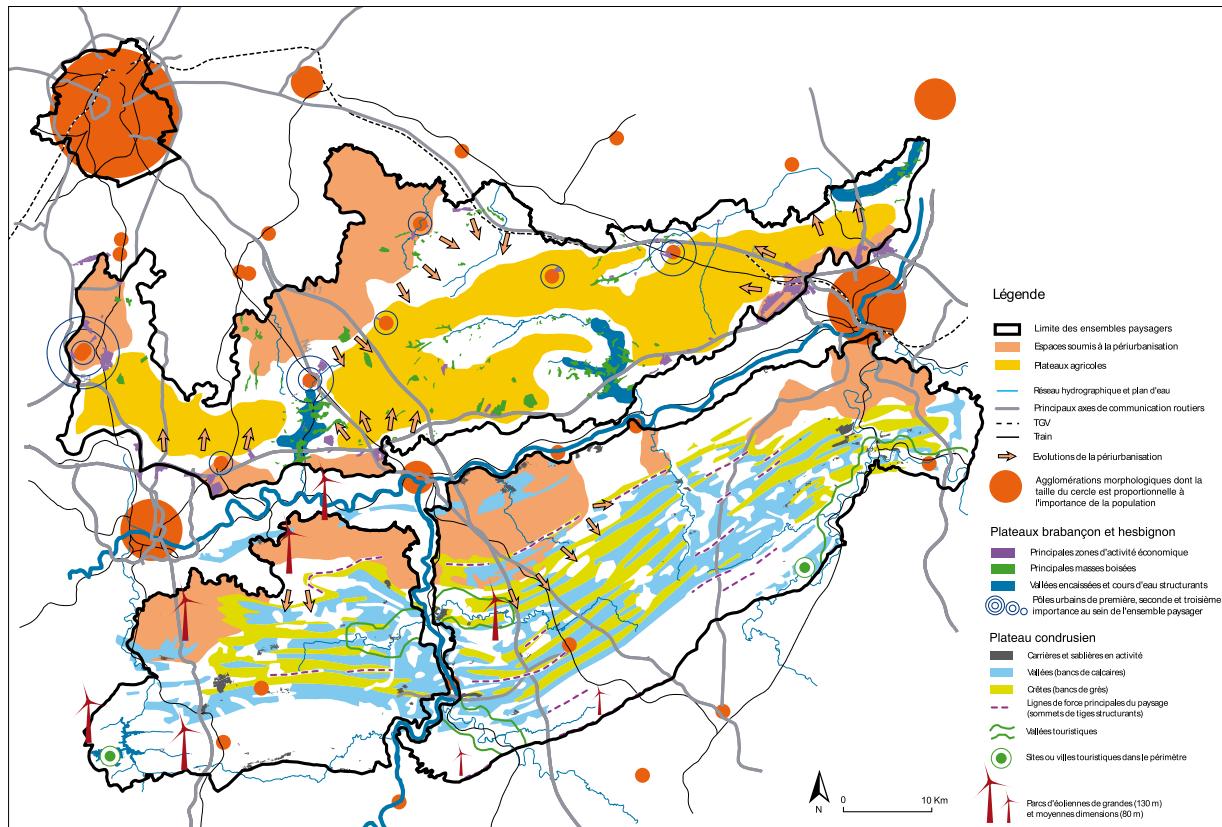 Légende
Limite des ensembles paysagers
Espaces soumis à la périurbanisation
Plateaux agricoles
Réseau hydrographique et plan d'eau
Principaux axes de communication routiers
TGV
Train
Evolutions de la périurbanisation
Agglomérations morphologiques dont la
taille du cercle est proportionnelle à
l'importance de la population
Plateaux brabançon et hesbignon
Principales zones d'activité économique
Principales masses boisées
Vallées encaissées et cours d'eau structurants
Pôles urbains de première, seconde et troisième
importance au sein de l'ensemble paysager
Plateau condrusien
Carrières et sablières en activité
Vallées (bancs de calcaires)
Crêtes (bancs de grès)
Lignes de force principales du paysage
(sommets de tiges structurants)
Vallées touristiques
Sites ou villes touristiques dans le périmètre
Parcs d'éoliennes de grandes (130 m)
et moyennes dimensions (80 m)
N
0 10 Km